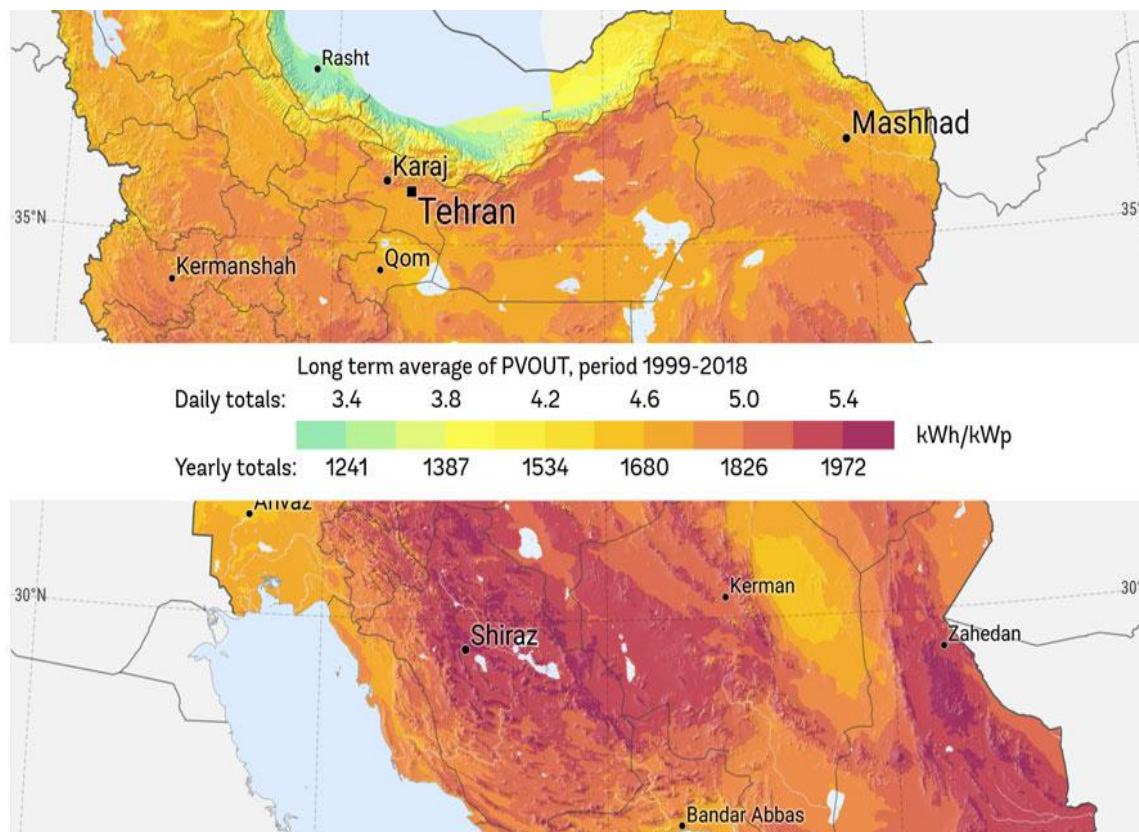 Rasht
Mashhad
Karaj
Tehran
35°N
35°
Kermanshah
Qom
Long term average of PVOUT, period 1999-2018
Daily totals: 3.4 3.8 4.2 4.6 5.0 5.4
kWh/kWp
Yearly totals: 1241 1387 1534 1680 1826 1972
Ahvaz
30°N
Kerman
30°
Shiraz
Zahedan
Bandar Abbas